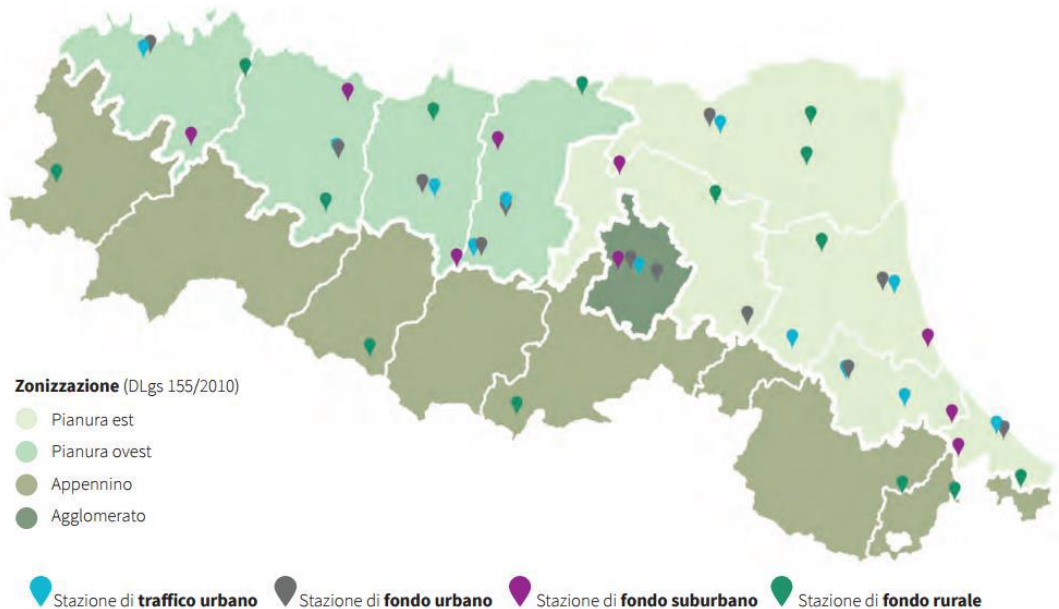 Zonizzazione (DLgs 155/2010)
Pianura est
Pianura ovest
Appennino
Agglomerato
Stazione di traffico urbano Stazione di fondo urbano Stazione di fondo suburbano Stazione di fondo rurale